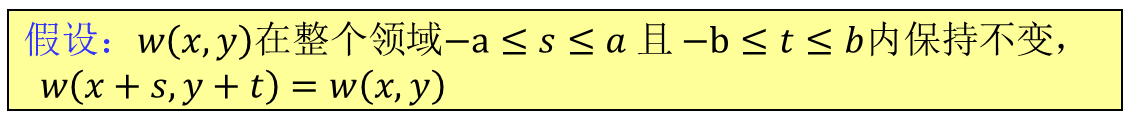 假设：w(x, y)在整个领域−a ≤ s ≤ a 且 −b ≤ t ≤ b内保持不变，
w(x + s, y + t) = w(x, y)